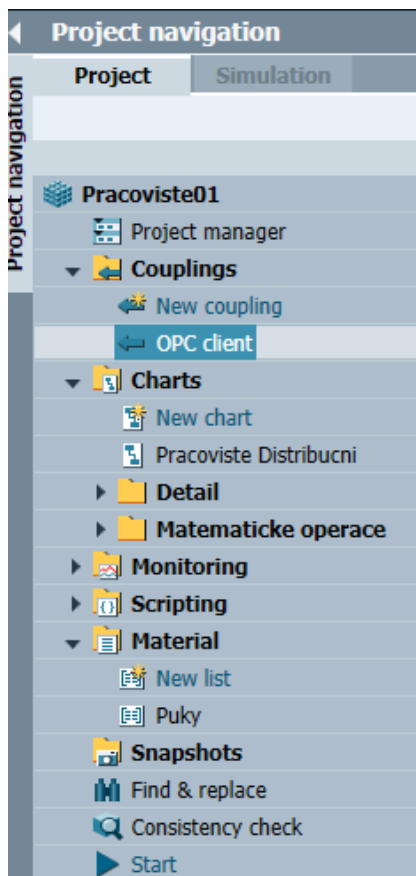 Project navigation
Project navigation
Project
Simulation
Pracoviste01
Project manager
Couplings
New coupling
OPC client
Charts
New chart
Pracoviste Distribucni
Detail
Matematicke operace
Monitoring
Scripting
Material
New list
Puky
Snapshots
Find & replace
Consistency check
Start